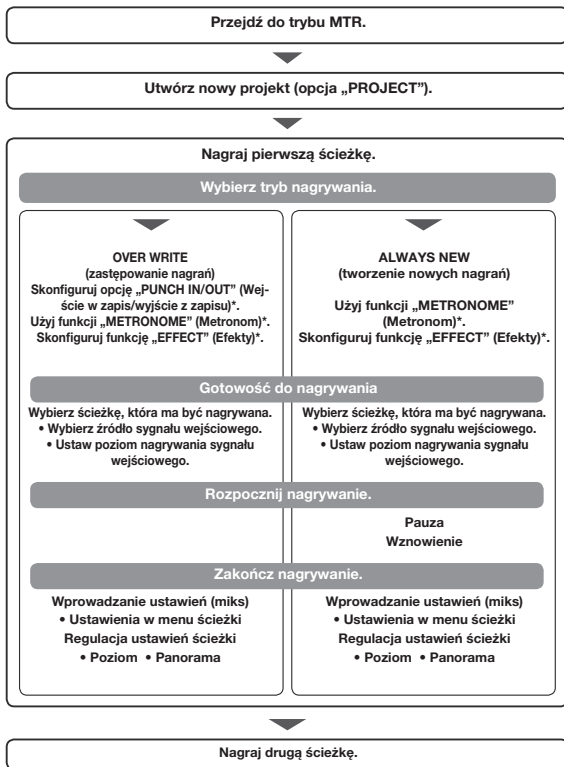 Przejdź do trybu MTR.
Utwórz nowy projekt (opcja „PROJECT”).
Nagraj pierwszą ścieżkę.
Wybierz tryb nagrywania.
OVER WRITE
(zastępowanie nagrań)
Skonfiguruj opcję „PUNCH IN/OUT” (Wej-
ście w zapis/wyjście z zapisu)*.
Użyj funkcji „METRONOME” (Metronom)*.
Skonfiguruj funkcję „EFFECT” (Efekty)*.
ALWAYS NEW
(tworzenie nowych nagrań)
Użyj funkcji „METRONOME”
(Metronom)*.
Skonfiguruj funkcję „EFFECT” (Efekty)*.
Gotowość do nagrywania
Wybierz ścieżkę, która ma być nagrywana.
• Wybierz źródło sygnału wejściowego.
• Ustaw poziom nagrywania sygnału
wejściowego.
Wybierz ścieżkę, która ma być nagrywana.
• Wybierz źródło sygnału wejściowego.
• Ustaw poziom nagrywania sygnału
wejściowego.
Rozpocznij nagrywanie.
Pauza
Wznowienie
Zakończ nagrywanie.
Wprowadzanie ustawień (miks)
• Ustawienia w menu ścieżki
Regulacja ustawień ścieżki
• Poziom • Panorama
Wprowadzanie ustawień (miks)
• Ustawienia w menu ścieżki
Regulacja ustawień ścieżki
• Poziom • Panorama
Nagraj drugą ścieżkę.